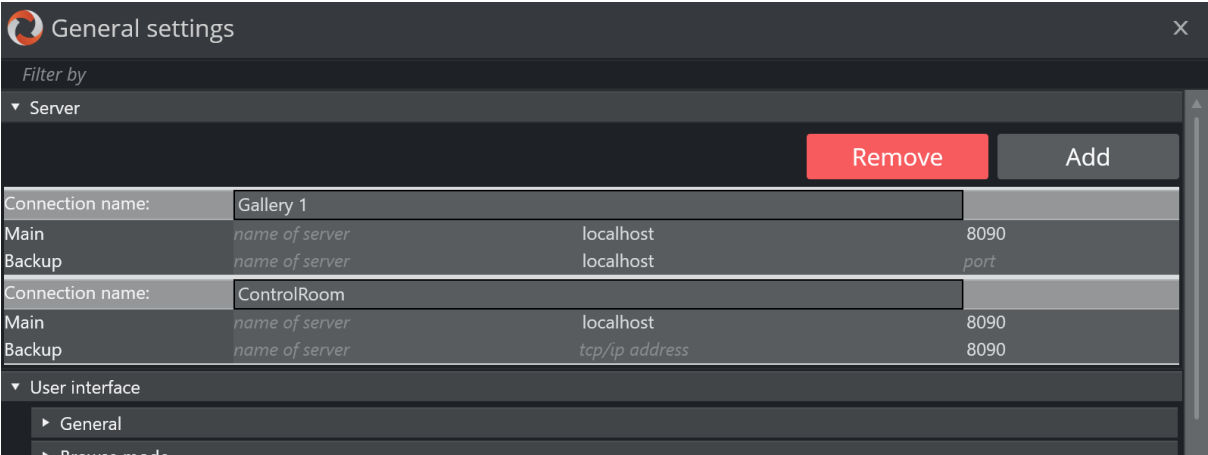 General settings
Filter by
Server
Remove Add
Connection name: Gallery 1
Main name of server localhost 8090
Backup name of server localhost port
Connection name: ControlRoom
Main name of server localhost 8090
Backup name of server tcp/ip address 8090
User interface
General
Browse mode